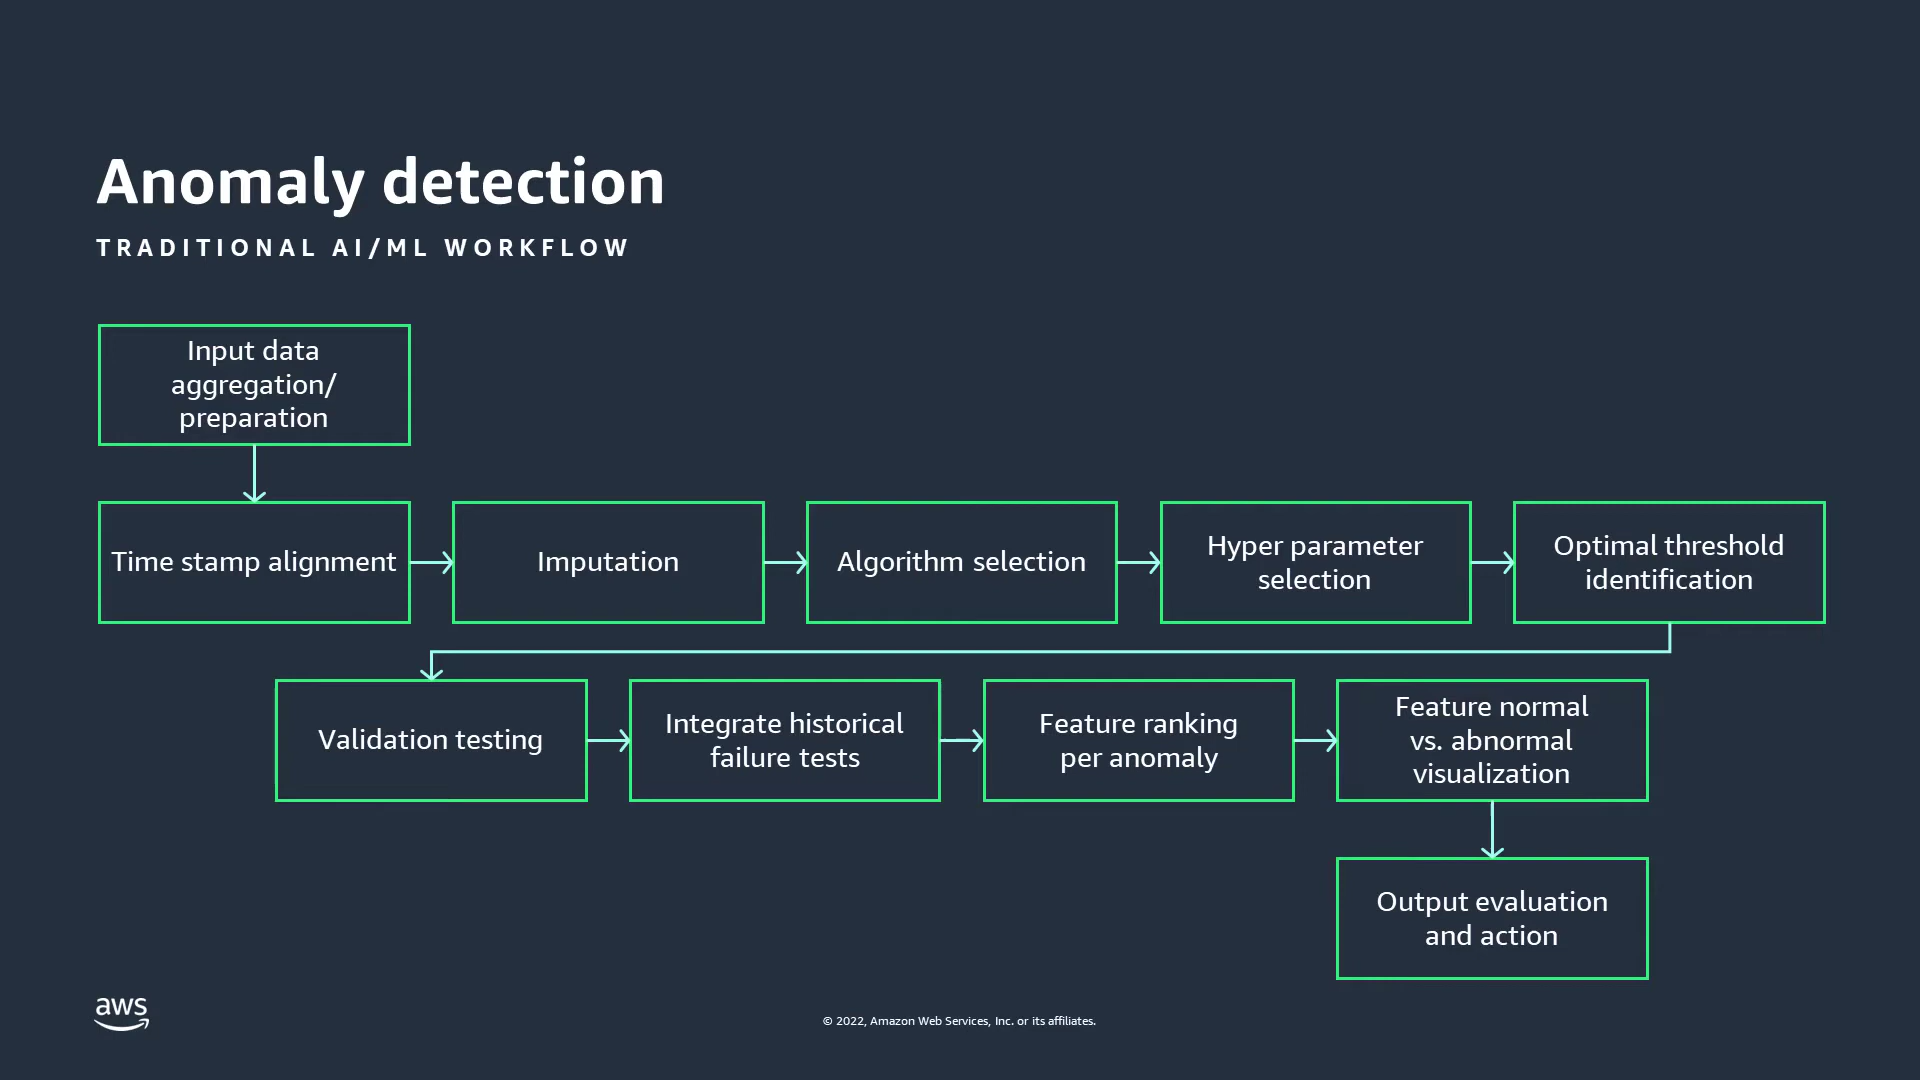 Anomaly detection
TRADITIONAL AI/ML WORKFLOW
Input data
aggregation/
preparation
Time stamp alignment
Imputation
Algorithm selection
Hyper parameter
selection
Optimal threshold
identification
Validation testing
Integrate historical
failure tests
Feature ranking
per anomaly
Feature normal
vs. abnormal
visualization
Output evaluation
and action
aws
© 2022, Amazon Web Services, Inc. or its affiliates.